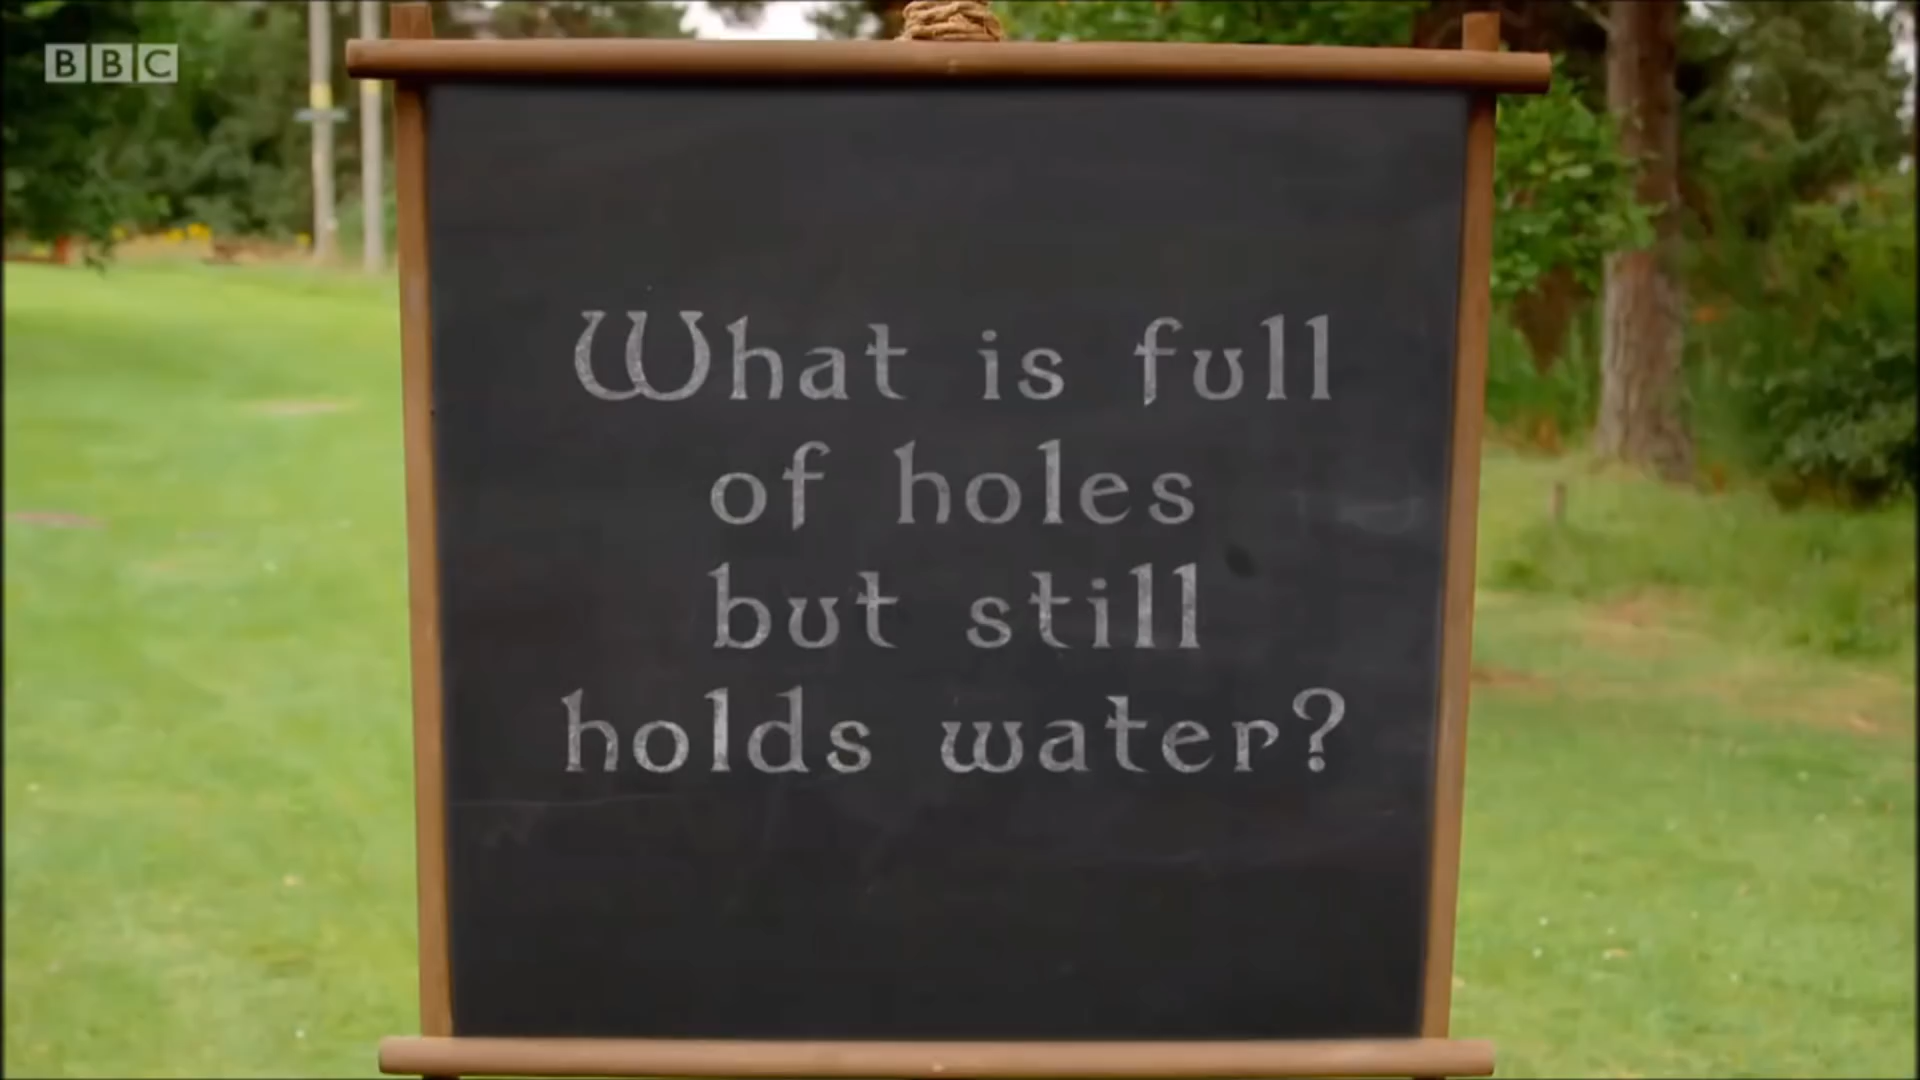 BBC
What is full
of holes
but still
holds water?